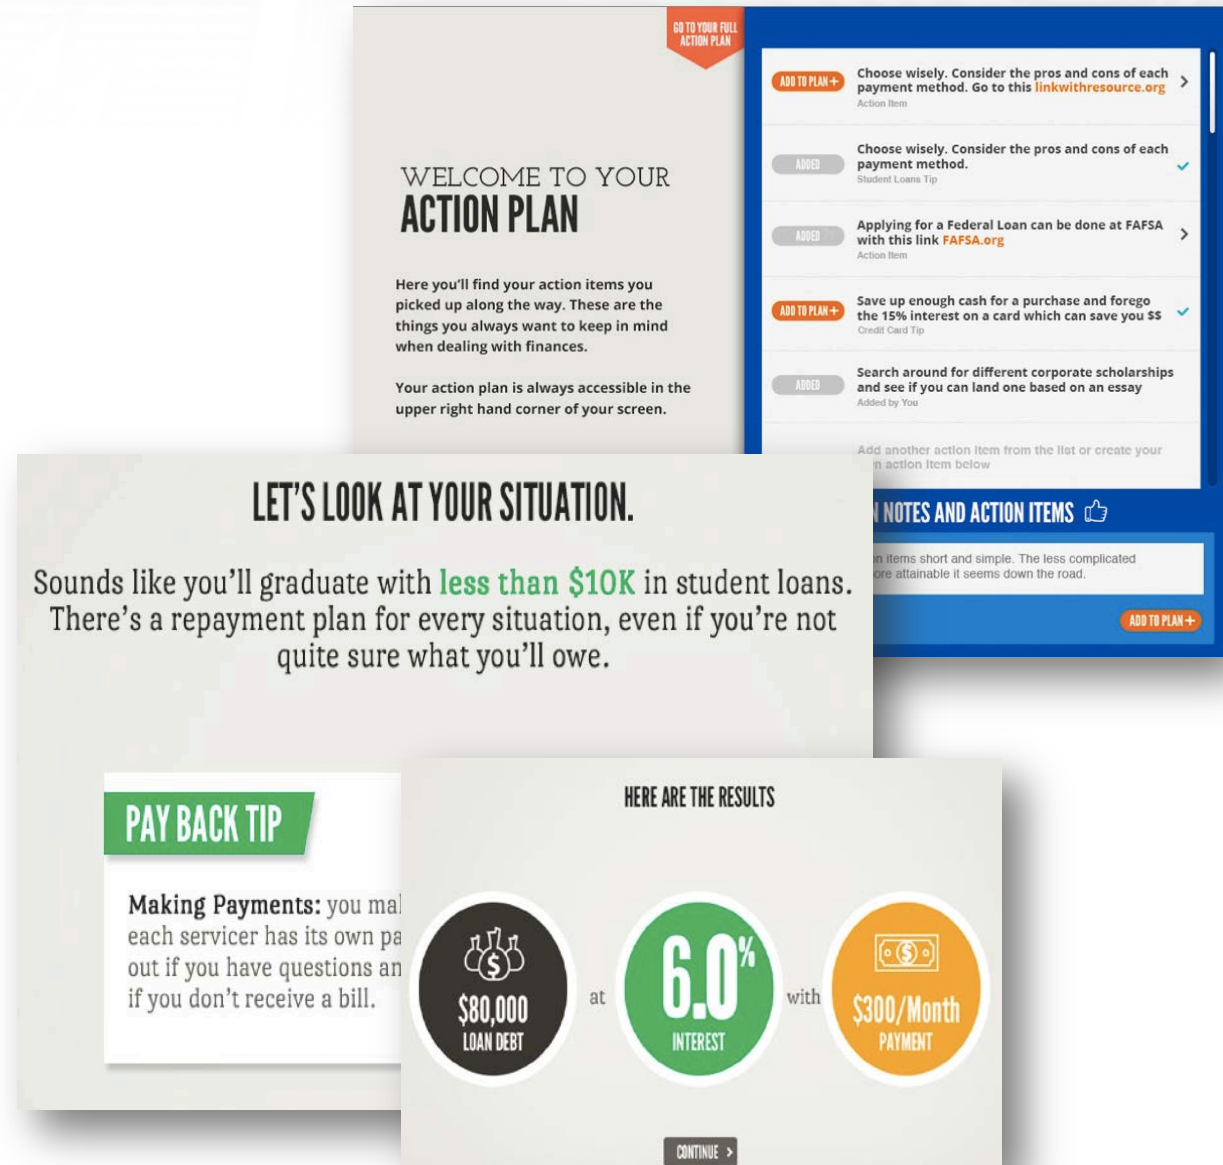 GO TO YOUR FULL
ACTION PLAN
WELCOME TO YOUR
ACTION PLAN
Here you'll find your action items you
picked up along the way. These are the
things you always want to keep in mind
when dealing with finances.
Your action plan is always accessible in the
upper right hand corner of your screen.
ADD TO PLAN +
Choose wisely. Consider the pros and cons of each
payment method. Go to this linkwithresource.org
Action Item
ADDED
Choose wisely. Consider the pros and cons of each
payment method.
Student Loans Tip
ADDED
Applying for a Federal Loan can be done at FAFSA
with this link FAFSA.org
Action Item
ADD TO PLAN +
Save up enough cash for a purchase and forego
the 15% interest on a card which can save you $$
Credit Card Tip
ADDED
Search around for different corporate scholarships
and see if you can land one based on an essay
Added by You
Add another action item from the list or create your
action item below
NOTES AND ACTION ITEMS
items short and simple. The less complicated
attainable it seems down the road.
ADD TO PLAN +
LET'S LOOK AT YOUR SITUATION.
Sounds like you'll graduate with less than $10K in student loans.
There's a repayment plan for every situation, even if you're not
quite sure what you'll owe.
PAY BACK TIP
Making Payments: you
each servicer has its own
out if you have questions
if you don't receive a bill.
HERE ARE THE RESULTS
$80,000
LOAN DEBT
at
6.0%
INTEREST
with
$300/Month
PAYMENT
CONTINUE >